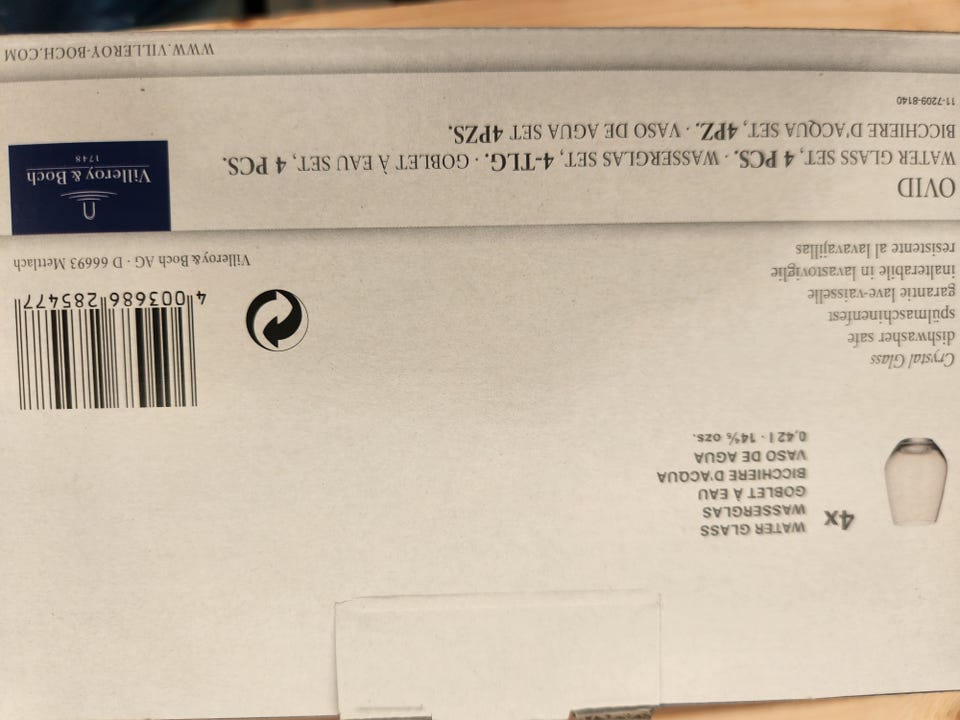 WATER GLASS
WASSERGLAS
GOBLET À EAU
BICCHIERE D'ACQUA
VASO DE AGUA
0,42 l · 14⅙ ozs.
4x
Crystal Glass
dishwasher safe
spülmaschinenfest
garantie lave-vaisselle
inalterabile in lavastoviglie
resistente al lavavajillas
4 003686 285477
Villeroy & Boch AG · D 66693 Mettlach
OVID
WATER GLASS SET, 4 PCS. · WASSERGLAS SET, 4-TLG. · GOBLET À EAU SET, 4 PCS.
BICCHIERE D'ACQUA SET, 4PZ. · VASO DE AGUA SET 4PZS.
11-7209-8140
Villeroy & Boch
1748
WWW.VILLEROY-BOCH.COM